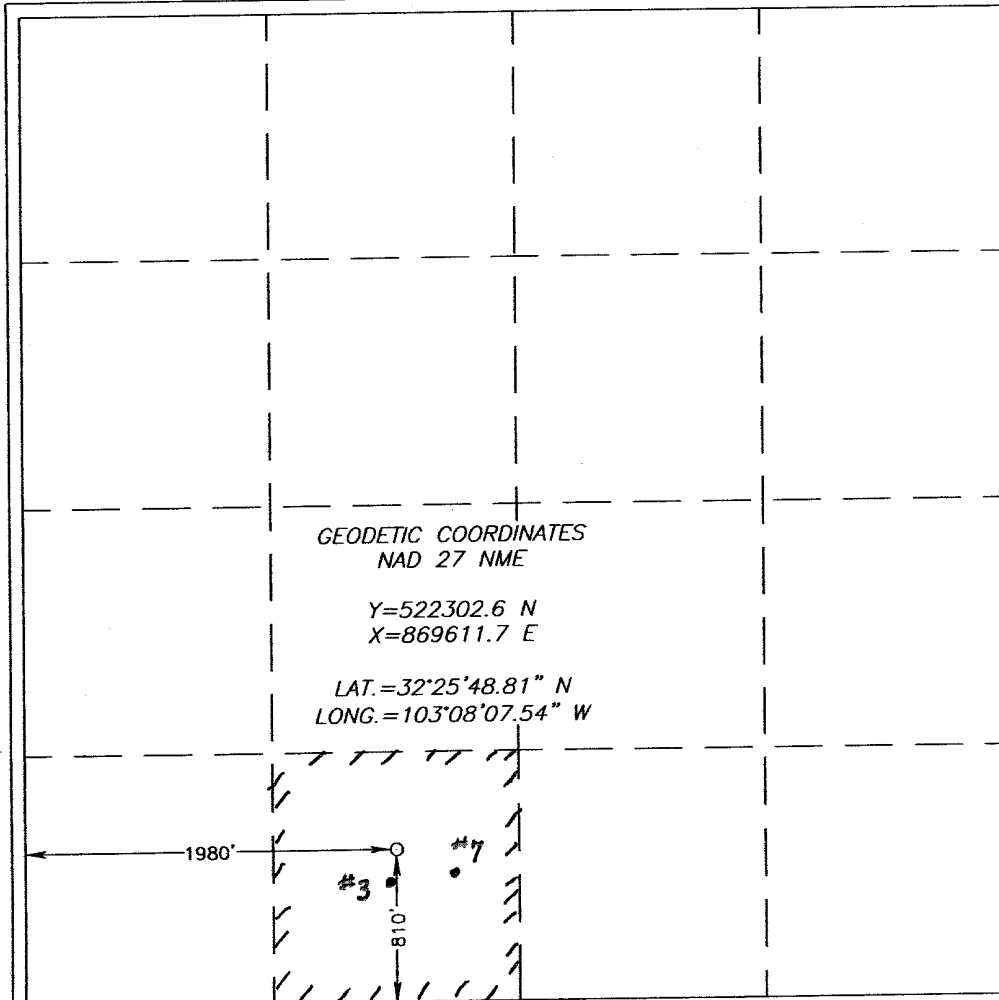 GEODETIC COORDINATES
NAD 27 NME
Y=522302.6 N
X=869611.7 E
LAT.=32°25'48.81" N
LONG.=103°08'07.54" W
1980'
#7
#3
810'